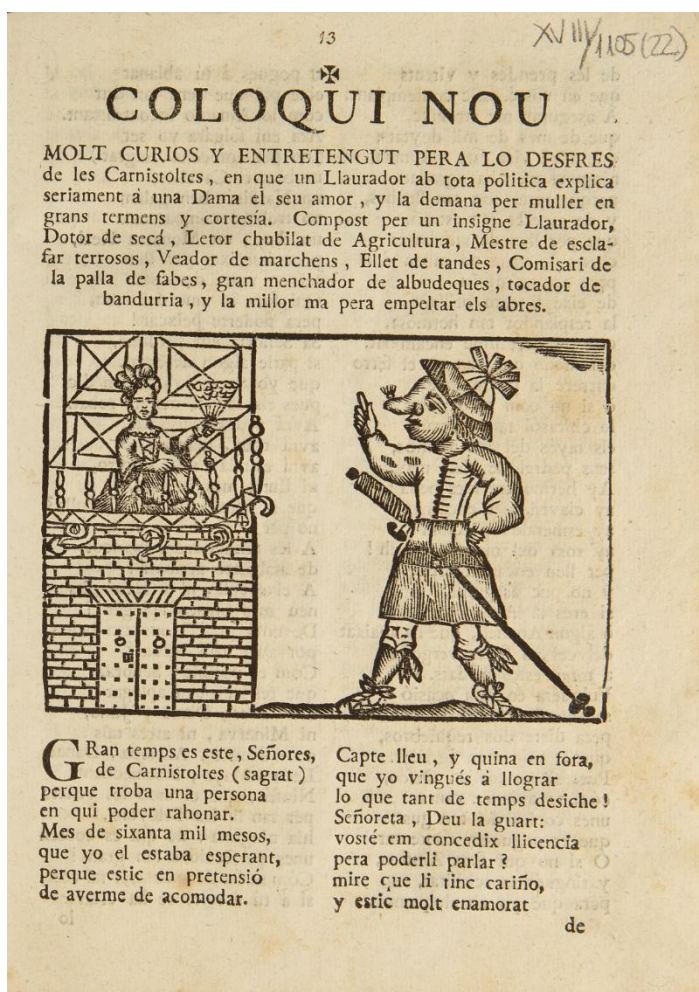 13
XVIII/1105(22)
COLOQUI NOU
MOLT CURIOS Y ENTRETENGUT PERA LO DESFRES
de les Carnistoltes, en que un Llaurador ab tota politica explica
seriament á una Dama el seu amor, y la demana per muller en
grans termens y cortesía. Compost per un insigne Llaurador,
Dotor de secá, Letor chubilat de Agricultura, Mestre de escla-
far terrosos, Veador de marchens, Ellet de tandes, Comisari de
la palla de fabes, gran menchador de albudeques, tocador de
bandurria, y la millor ma pera empeltar els abres.
GRan temps es este, Señores,
de Carnistoltes (sagrat)
perque troba una persona
en qui poder rahonar.
Mes de sixanta mil mesos,
que yo el estaba esperant,
perque estic en pretensió
de averme de acomodar.
Capte lleu, y quina en fora,
que yo vingués á llograr
lo que tant de temps desiche!
Señoreta, Deu la guart:
vosté em concedix llicencia
pera poderli parlar?
mire que li tinc cariño,
y estic molt enamorat
de